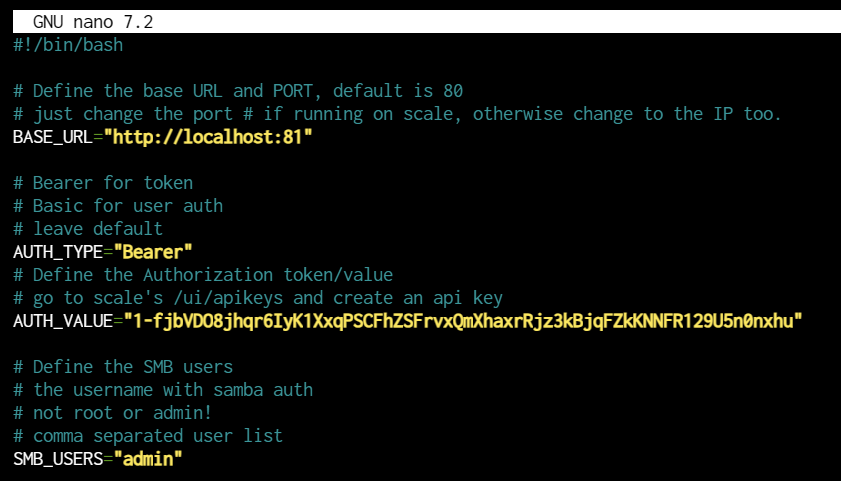 GNU nano 7.2
#!/bin/bash
# Define the base URL and PORT, default is 80
# just change the port # if running on scale, otherwise change to the IP too.
BASE_URL="http://localhost:81"
# Bearer for token
# Basic for user auth
# leave default
AUTH_TYPE="Bearer"
# Define the Authorization token/value
# go to scale's /ui/apikeys and create an api key
AUTH_VALUE="1-fjbVDO8jhqr6IyK1XxqPSCFhZSFrvxQmXhaxrRjz3kBjqFZkKNNFR129U5n0nxhu"
# Define the SMB users
# the username with samba auth
# not root or admin!
# comma separated user list
SMB_USERS="admin"